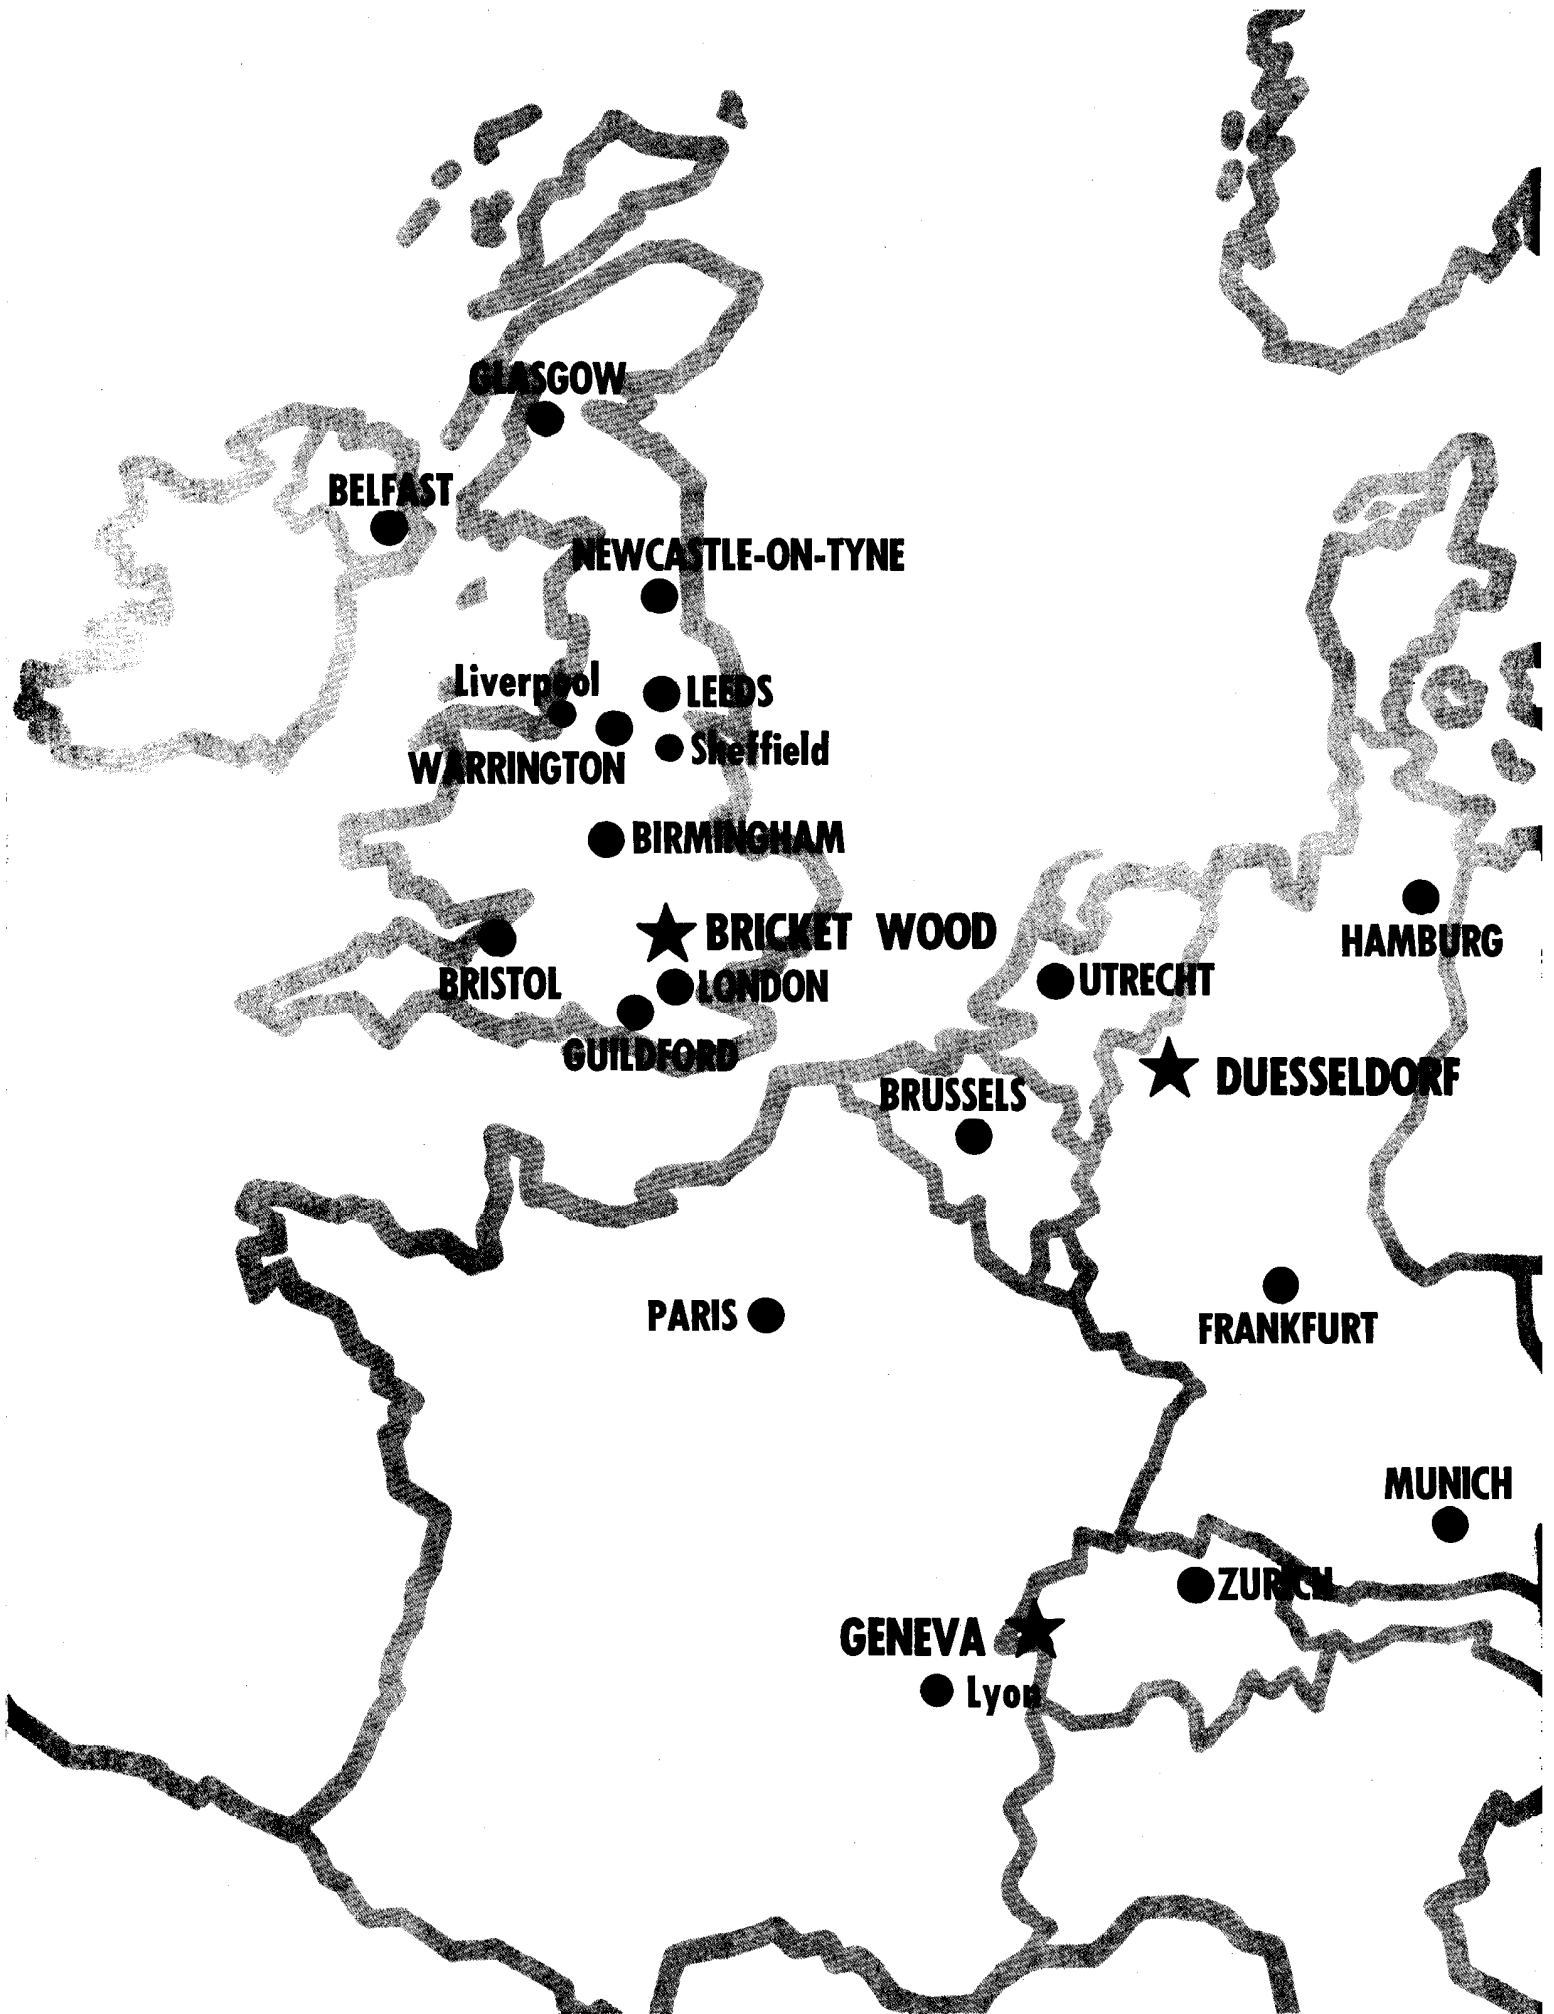 GLASGOW
BELFAST
NEWCASTLE-ON-TYNE
Liverpool
LEEDS
Sheffield
WARRINGTON
BIRMINGHAM
BRICKET WOOD
HAMBURG
BRISTOL
LONDON
UTRECHT
GUILDFORD
DUESSELDORF
BRUSSELS
PARIS
FRANKFURT
MUNICH
ZURICH
GENEVA
Lyon